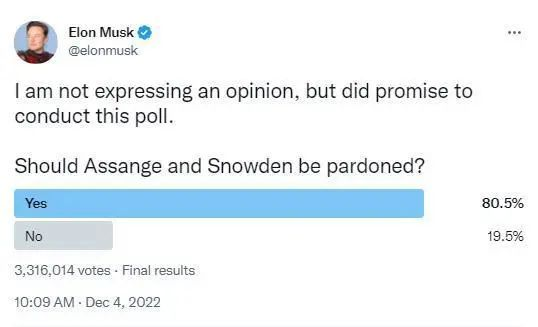 Elon Musk
@elonmusk
I am not expressing an opinion, but did promise to
conduct this poll.
Should Assange and Snowden be pardoned?
Yes 80.5%
No 19.5%
3,316,014 votes · Final results
10:09 AM · Dec 4, 2022